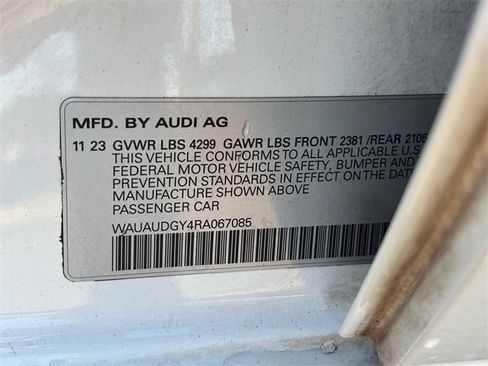 MFD. BY AUDI AG
11 23 GVWR LBS 4299 GAWR LBS FRONT 2381 /REAR 2105
THIS VEHICLE CONFORMS TO ALL APPLICABLE U.S
FEDERAL MOTOR VEHICLE SAFETY, BUMPER AND
PREVENTION STANDARDS IN EFFECT ON THE DATE
MANUFACTURE SHOWN ABOVE
PASSENGER CAR
WAUAUDGY4RA067085